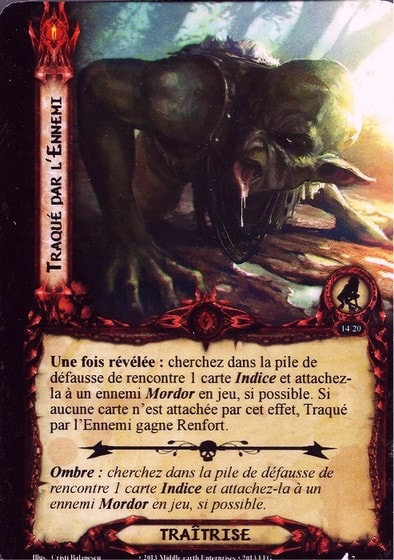 TRAQUÉ PAR L'ENNEMI
14/20
Une fois révélée : cherchez dans la pile de
défausse de rencontre 1 carte Indice et attachez-
la à un ennemi Mordor en jeu, si possible. Si
aucune carte n'est attachée par cet effet, Traqué
par l'Ennemi gagne Renfort.
Ombre : cherchez dans la pile de défausse de
rencontre 1 carte Indice et attachez-la à un
ennemi Mordor en jeu, si possible.
TRAÎTRISE
Illus. Cristi Balanescu • 2013 Middle earth Enterprises • 2013 FFG 7